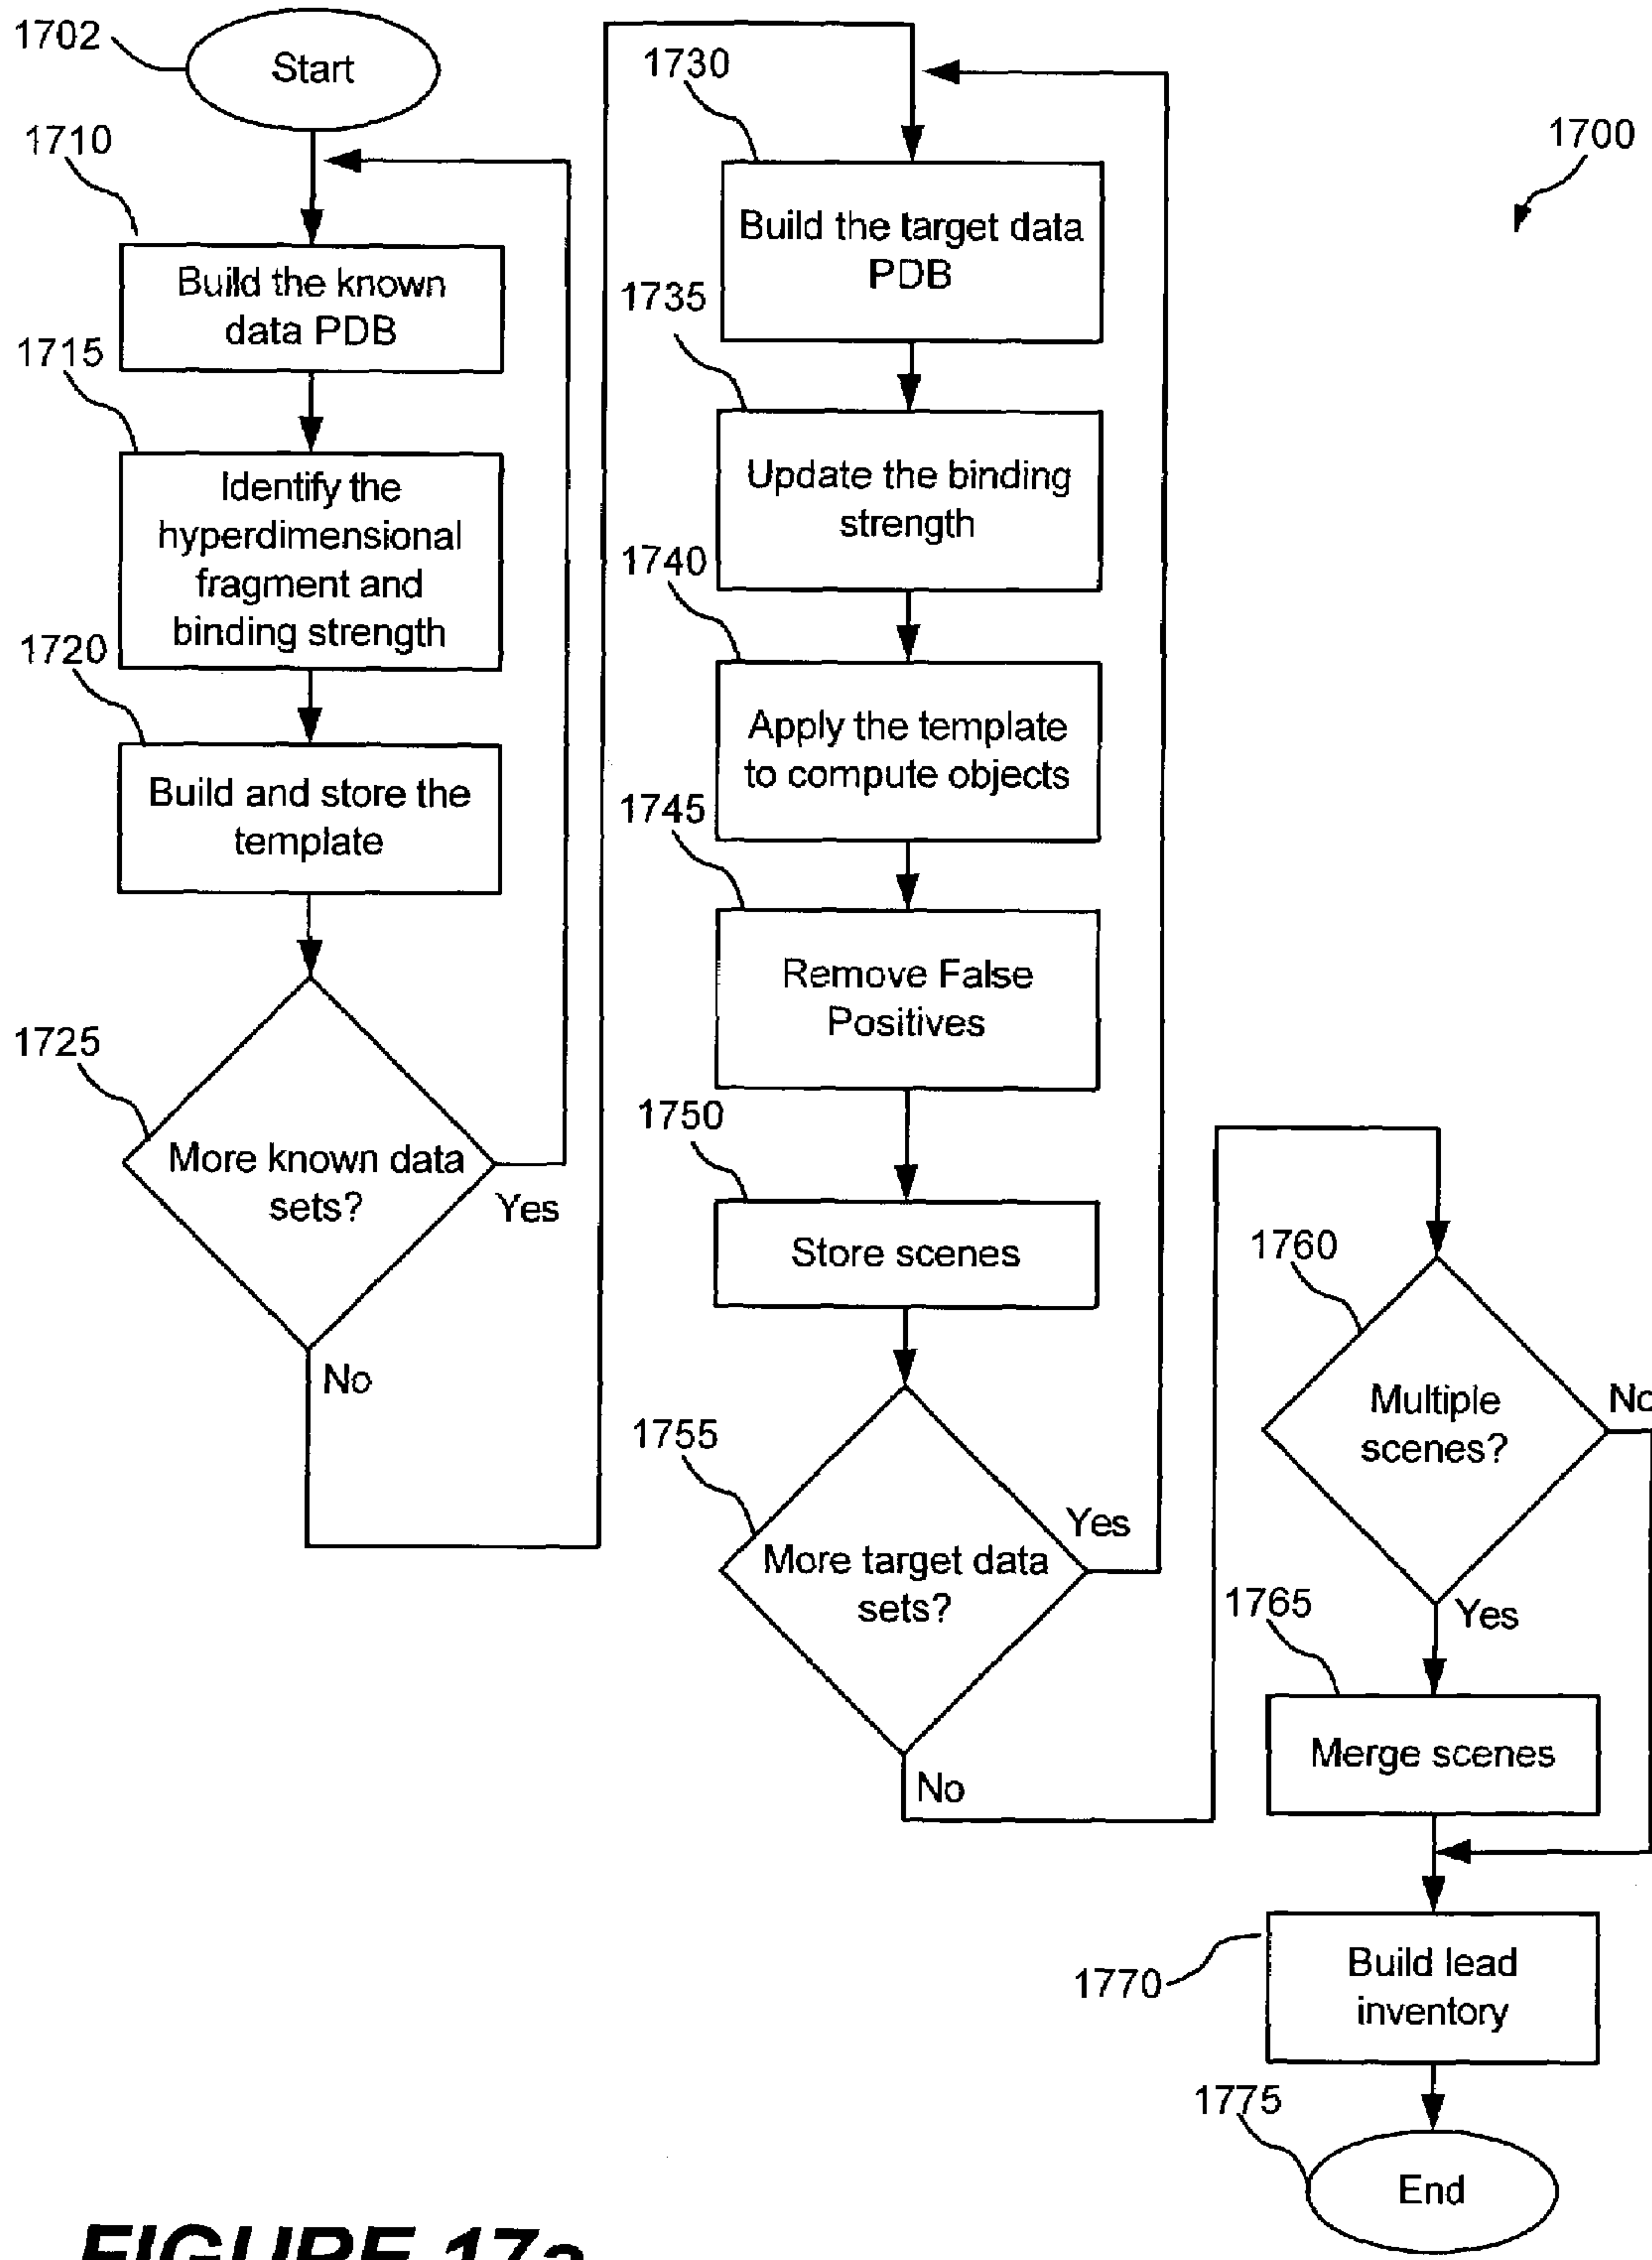 1702
Start
1710
Build the known
data PDB
1715
Identify the
hyperdimensional
fragment and
binding strength
1720
Build and store the
template
1725
More known data
sets?
Yes
No
1730
Build the target data
PDB
1735
Update the binding
strength
1740
Apply the template
to compute objects
1745
Remove False
Positives
1750
Store scenes
1755
More target data
sets?
Yes
No
1700
1760
Multiple
scenes?
No
Yes
1765
Merge scenes
1770
Build lead
inventory
1775
End
FIGURE 17a